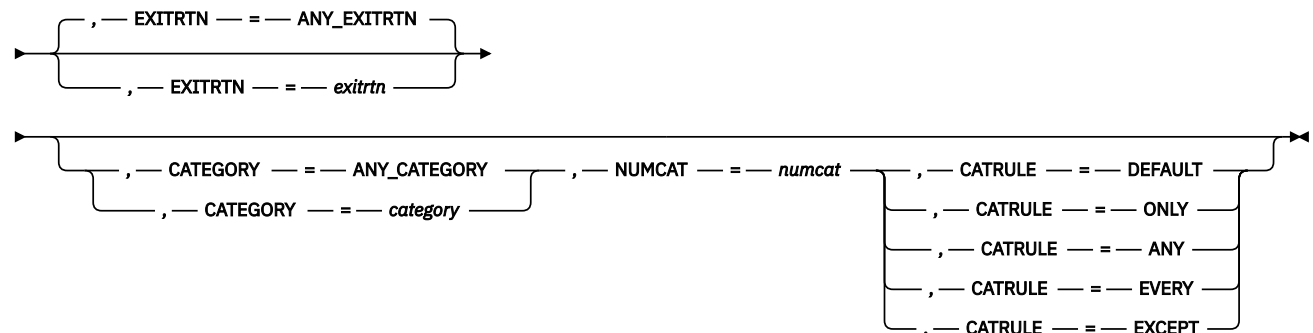 , EXITRTN = ANY_EXITRTN
, EXITRTN = exitrtn
, CATEGORY = ANY_CATEGORY , NUMCAT = numcat , CATRULE = DEFAULT
, CATEGORY = category , CATRULE = ONLY
, CATRULE = ANY
, CATRULE = EVERY
, CATRULE = EXCEPT